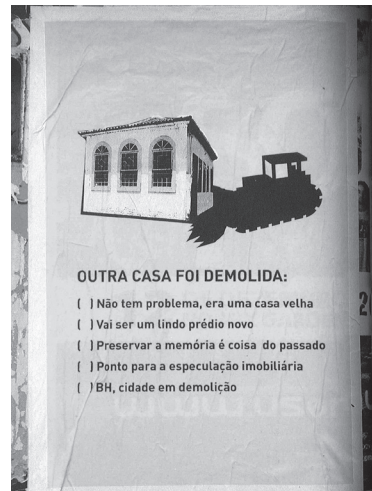 OUTRA CASA FOI DEMOLIDA:
( ) Não tem problema, era uma casa velha
( ) Vai ser um lindo prédio novo
( ) Preservar a memória é coisa do passado
( ) Ponto para a especulação imobiliária
( ) BH, cidade em demolição